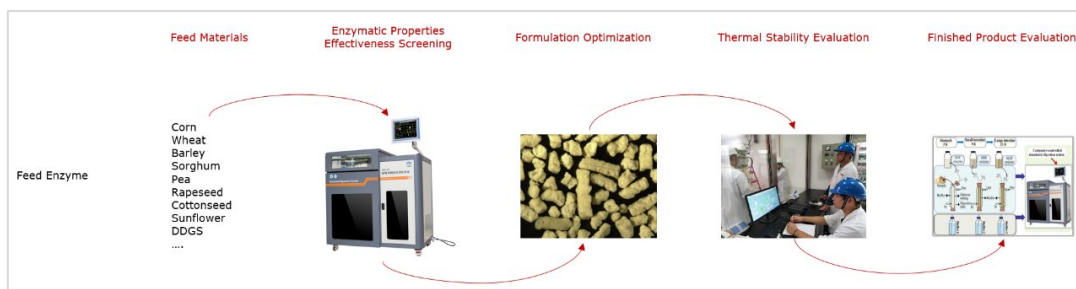 Feed Materials
Enzymatic Properties
Effectiveness Screening
Formulation Optimization
Thermal Stability Evaluation
Finished Product Evaluation
Feed Enzyme
Corn
Wheat
Barley
Sorghum
Pea
Rapeseed
Cottonseed
Sunflower
DDGS
....